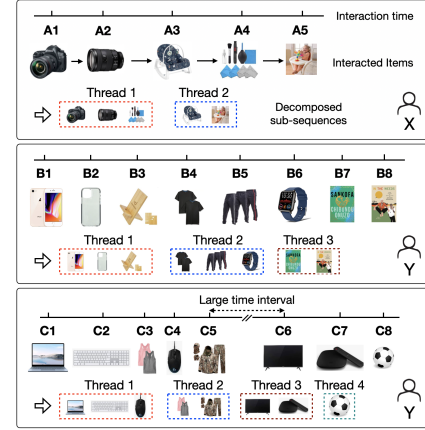 Interaction time
A1 A2 A3 A4 A5
Interacted Items
Thread 1 Thread 2
Decomposed
sub-sequences
X
B1 B2 B3 B4 B5 B6 B7 B8
SANKOFA
Thread 1 Thread 2 Thread 3
Y
Large time interval
C1 C2 C3 C4 C5 C6 C7 C8
Thread 1 Thread 2 Thread 3 Thread 4
Y